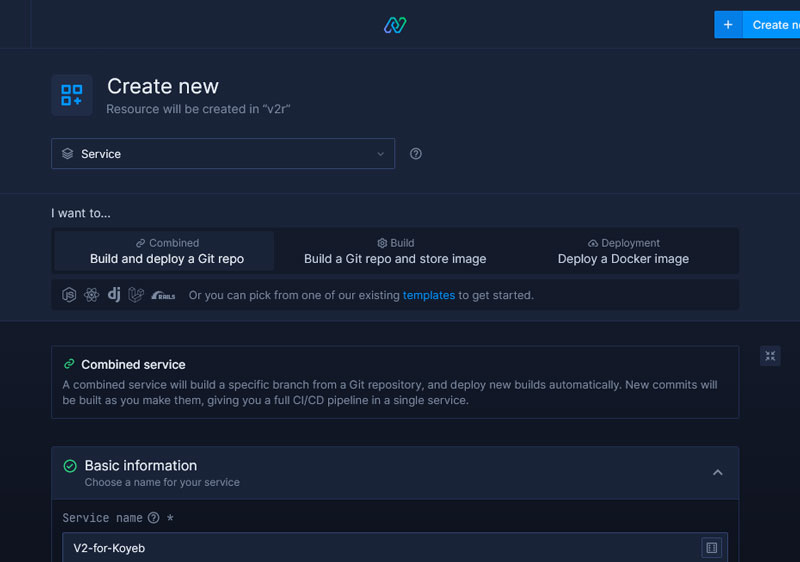 Create n
Create new
Resource will be created in “v2r”
Service
I want to...
Combined
Build and deploy a Git repo
Build
Build a Git repo and store image
Deployment
Deploy a Docker image
dj
RAILS
Or you can pick from one of our existing templates to get started.
Combined service
A combined service will build a specific branch from a Git repository, and deploy new builds automatically. New commits will
be built as you make them, giving you a full CI/CD pipeline in a single service.
Basic information
Choose a name for your service
Service name *
V2-for-Koyeb